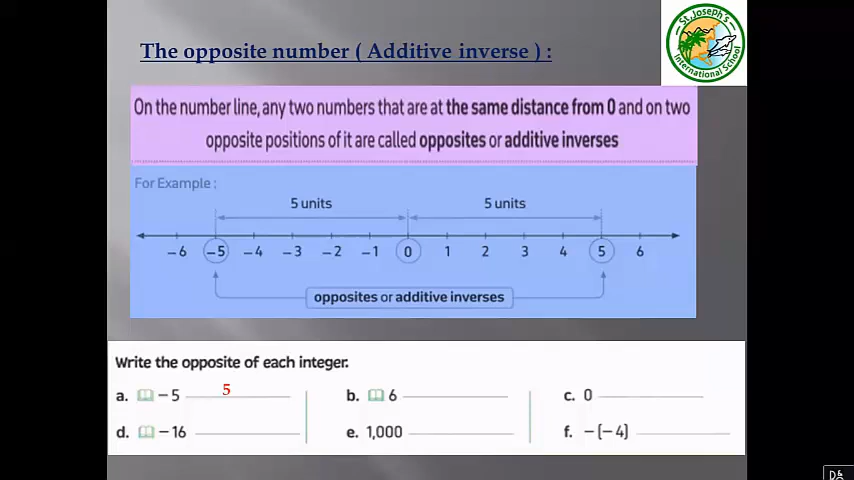 The opposite number ( Additive inverse ) :
St. Joseph's
International School
On the number line, any two numbers that are at the same distance from 0 and on two
opposite positions of it are called opposites or additive inverses
For Example :
5 units 5 units
-6 -5 -4 -3 -2 -1 0 1 2 3 4 5 6
opposites or additive inverses
Write the opposite of each integer.
a. -5 5 b. 6 c. 0
d. -16 e. 1,000 f. -(-4)